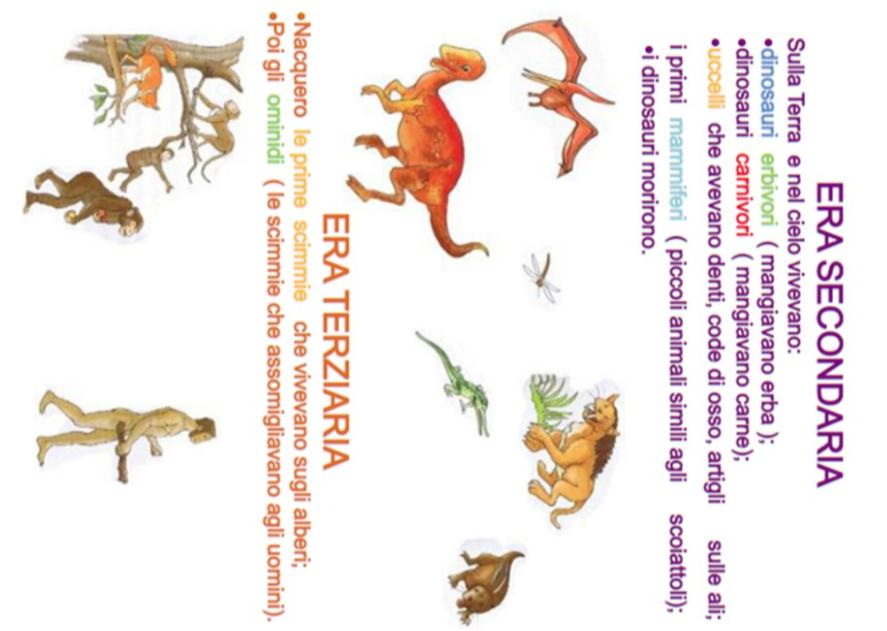 ERA SECONDARIA
Sulla Terra e nel cielo vivevano:
•dinosauri erbivori ( mangiavano erba );
•dinosauri carnivori ( mangiavano carne);
•uccelli che avevano denti, code di osso, artigli sulle ali;
i primi mammiferi ( piccoli animali simili agli scoiattoli);
•i dinosauri morirono.
ERA TERZIARIA
•Nacquero le prime scimmie che vivevano sugli alberi;
•Poi gli ominidi ( le scimmie che assomigliavano agli uomini).